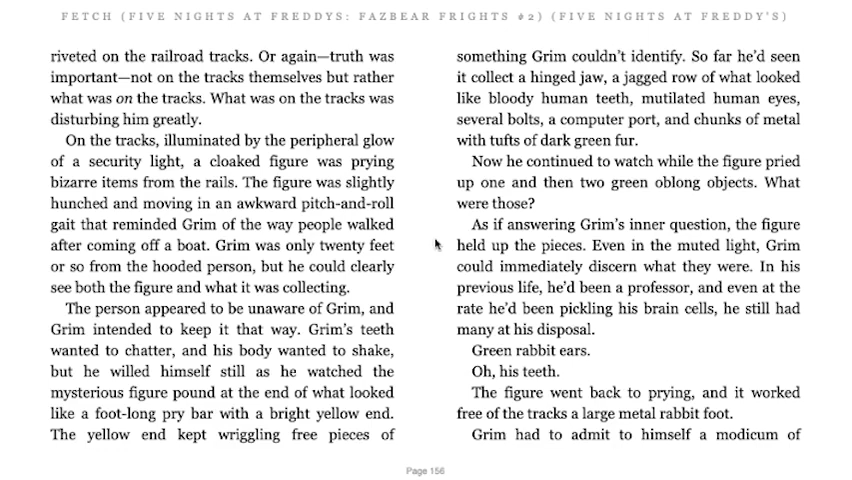 FETCH (FIVE NIGHTS AT FREDDYS: FAZBEAR FRIGHTS #2) (FIVE NIGHTS AT FREDDY'S)
riveted on the railroad tracks. Or again—truth was
important—not on the tracks themselves but rather
what was on the tracks. What was on the tracks was
disturbing him greatly.
On the tracks, illuminated by the peripheral glow
of a security light, a cloaked figure was prying
bizarre items from the rails. The figure was slightly
hunched and moving in an awkward pitch-and-roll
gait that reminded Grim of the way people walked
after coming off a boat. Grim was only twenty feet
or so from the hooded person, but he could clearly
see both the figure and what it was collecting.
The person appeared to be unaware of Grim, and
Grim intended to keep it that way. Grim's teeth
wanted to chatter, and his body wanted to shake,
but he willed himself still as he watched the
mysterious figure pound at the end of what looked
like a foot-long pry bar with a bright yellow end.
The yellow end kept wriggling free pieces of
something Grim couldn't identify. So far he'd seen
it collect a hinged jaw, a jagged row of what looked
like bloody human teeth, mutilated human eyes,
several bolts, a computer port, and chunks of metal
with tufts of dark green fur.
Now he continued to watch while the figure pried
up one and then two green oblong objects. What
were those?
As if answering Grim's inner question, the figure
held up the pieces. Even in the muted light, Grim
could immediately discern what they were. In his
previous life, he'd been a professor, and even at the
rate he'd been pickling his brain cells, he still had
many at his disposal.
Green rabbit ears.
Oh, his teeth.
The figure went back to prying, and it worked
free of the tracks a large metal rabbit foot.
Grim had to admit to himself a modicum of
Page 156